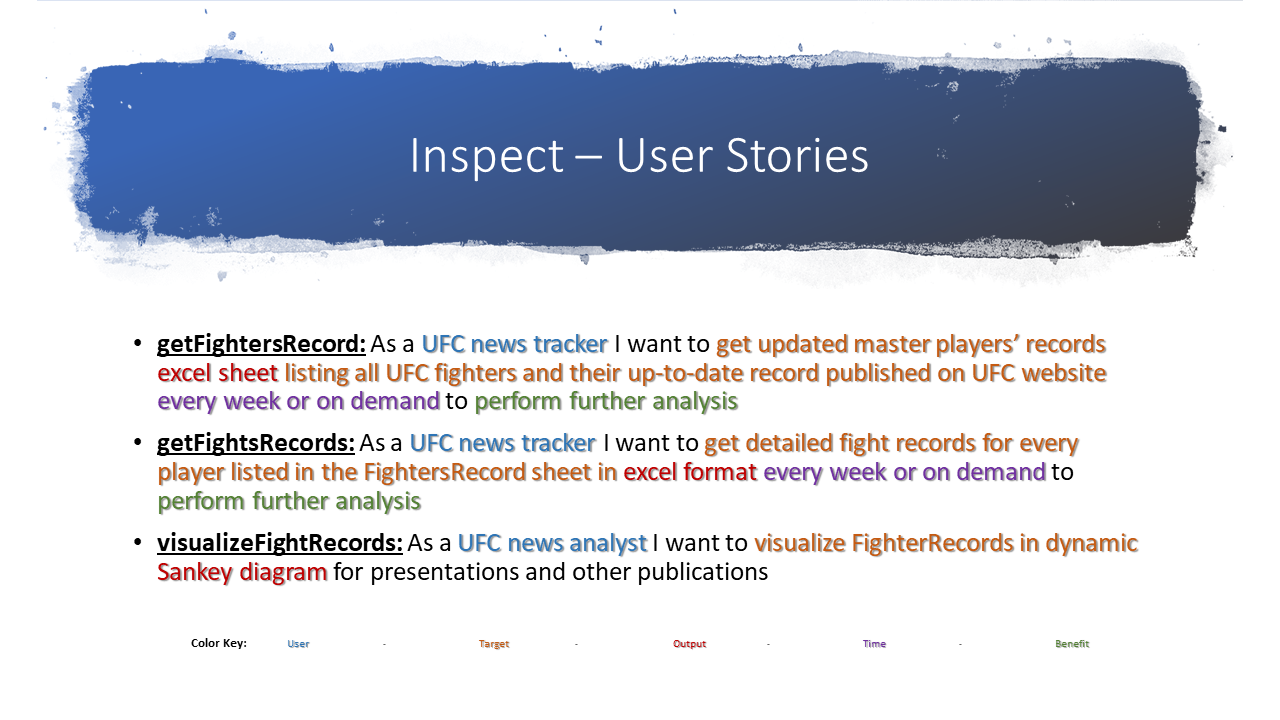 Inspect – User Stories
• getFightersRecord: As a UFC news tracker I want to get updated master players’ records
excel sheet listing all UFC fighters and their up-to-date record published on UFC website
every week or on demand to perform further analysis
• getFightsRecords: As a UFC news tracker I want to get detailed fight records for every
player listed in the FightersRecord sheet in excel format every week or on demand to
perform further analysis
• visualizeFightRecords: As a UFC news analyst I want to visualize FighterRecords in dynamic
Sankey diagram for presentations and other publications
Color Key: User - Target - Output - Time - Benefit